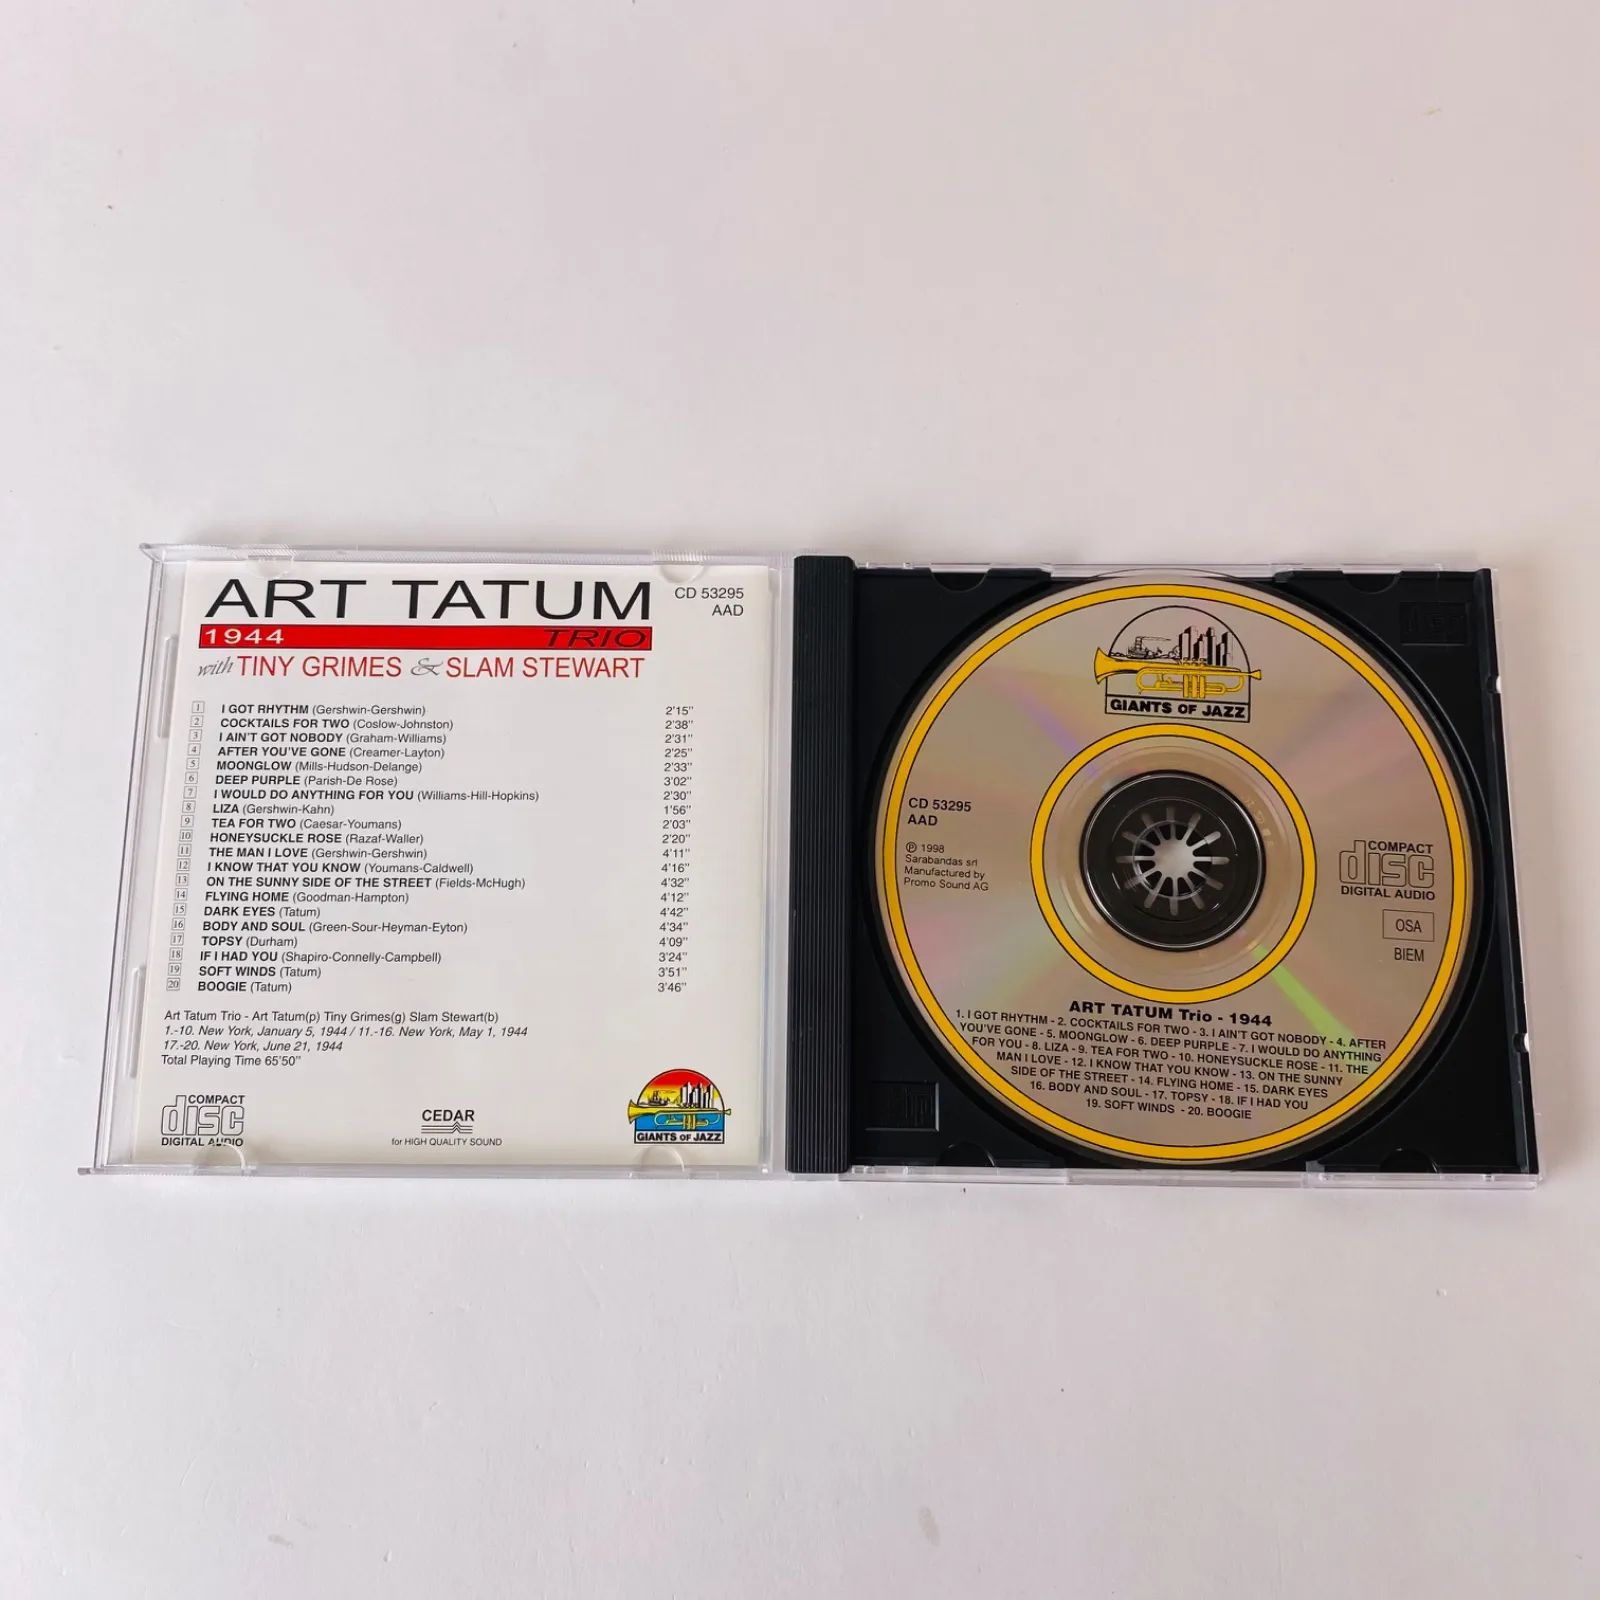 ART TATUM
CD 53295
AAD
1944 TRIO
with TINY GRIMES & SLAM STEWART
1 I GOT RHYTHM (Gershwin-Gershwin) 2'15"
2 COCKTAILS FOR TWO (Coslow-Johnston) 2'38"
3 I AIN'T GOT NOBODY (Graham-Williams) 2'31"
4 AFTER YOU'VE GONE (Creamer-Layton) 2'25"
5 MOONGLOW (Mills-Hudson-Delange) 2'33"
6 DEEP PURPLE (Parish-De Rose) 3'02"
7 I WOULD DO ANYTHING FOR YOU (Williams-Hill-Hopkins) 2'30"
8 LIZA (Gershwin-Kahn) 1'56"
9 TEA FOR TWO (Caesar-Youmans) 2'03"
10 HONEYSUCKLE ROSE (Razaf-Waller) 2'20"
11 THE MAN I LOVE (Gershwin-Gershwin) 4'11"
12 I KNOW THAT YOU KNOW (Youmans-Caldwell) 4'16"
13 ON THE SUNNY SIDE OF THE STREET (Fields-McHugh) 4'32"
14 FLYING HOME (Goodman-Hampton) 4'12"
15 DARK EYES (Tatum) 4'42"
16 BODY AND SOUL (Green-Sour-Heyman-Eyton) 4'34"
17 TOPSY (Durham) 4'09"
18 IF I HAD YOU (Shapiro-Connelly-Campbell) 3'24"
19 SOFT WINDS (Tatum) 3'51"
20 BOOGIE (Tatum) 3'46"
Art Tatum Trio - Art Tatum(p) Tiny Grimes(g) Slam Stewart(b)
1.-10. New York, January 5, 1944 / 11.-16. New York, May 1, 1944
17.-20. New York, June 21, 1944
Total Playing Time 65'50"
COMPACT
disc
DIGITAL AUDIO
CEDAR
for HIGH QUALITY SOUND
GIANTS OF JAZZ
GIANTS OF JAZZ
CD 53295
AAD
℗ 1998
Sarabandas srl
Manufactured by
Promo Sound AG
COMPACT
disc
DIGITAL AUDIO
OSA
BIEM
ART TATUM Trio - 1944
1. I GOT RHYTHM - 2. COCKTAILS FOR TWO - 3. I AIN'T GOT NOBODY - 4. AFTER
YOU'VE GONE - 5. MOONGLOW - 6. DEEP PURPLE - 7. I WOULD DO ANYTHING
FOR YOU - 8. LIZA - 9. TEA FOR TWO - 10. HONEYSUCKLE ROSE - 11. THE
MAN I LOVE - 12. I KNOW THAT YOU KNOW - 13. ON THE SUNNY
SIDE OF THE STREET - 14. FLYING HOME - 15. DARK EYES
16. BODY AND SOUL - 17. TOPSY - 18. IF I HAD YOU
19. SOFT WINDS - 20. BOOGIE